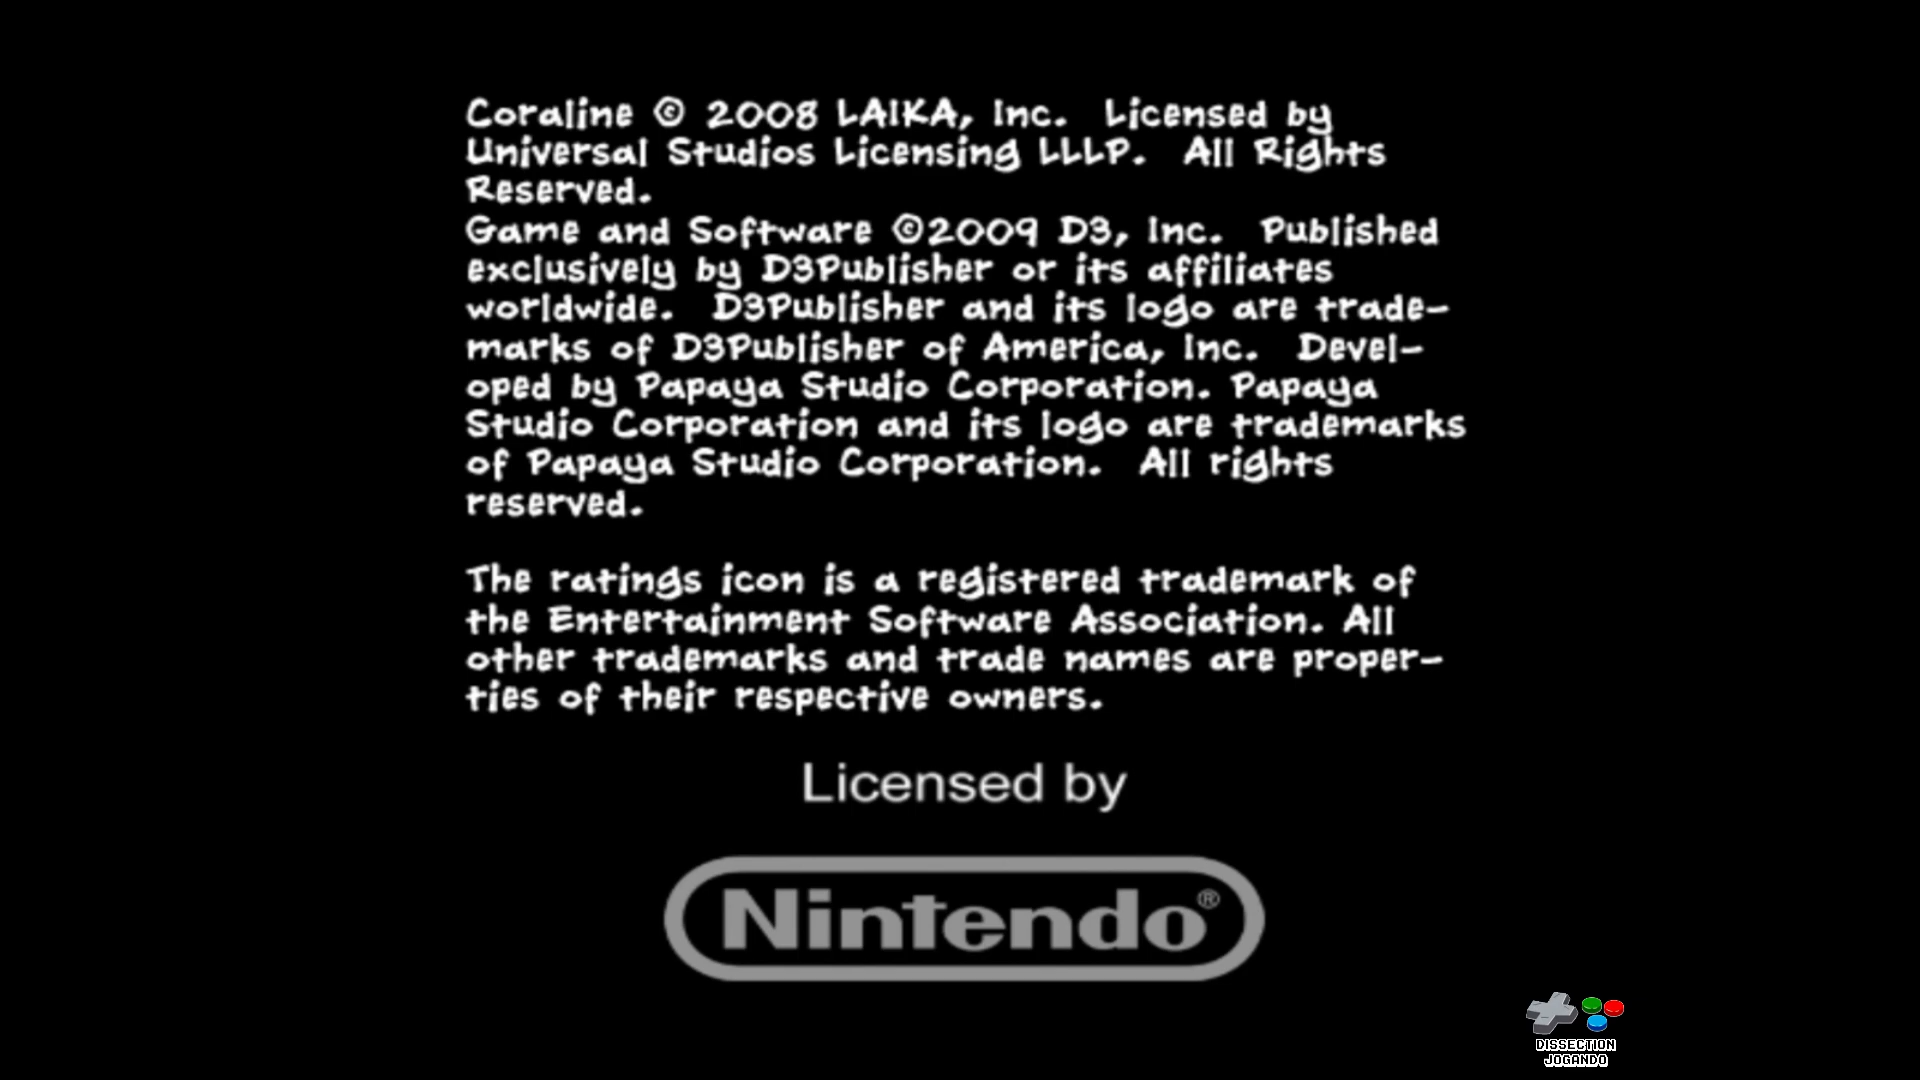 Coraline © 2008 LAIKA, Inc.  Licensed by
Universal Studios Licensing LLLP.  All Rights
Reserved.
Game and Software ©2009 D3, Inc.  Published
exclusively by D3Publisher or its affiliates
worldwide.  D3Publisher and its logo are trade-
marks of D3Publisher of America, Inc.  Devel-
oped by Papaya Studio Corporation. Papaya
Studio Corporation and its logo are trademarks
of Papaya Studio Corporation.  All rights
reserved.
The ratings icon is a registered trademark of
the Entertainment Software Association. All
other trademarks and trade names are proper-
ties of their respective owners.
Licensed by
Nintendo®
DISSECTION
JOGANDO